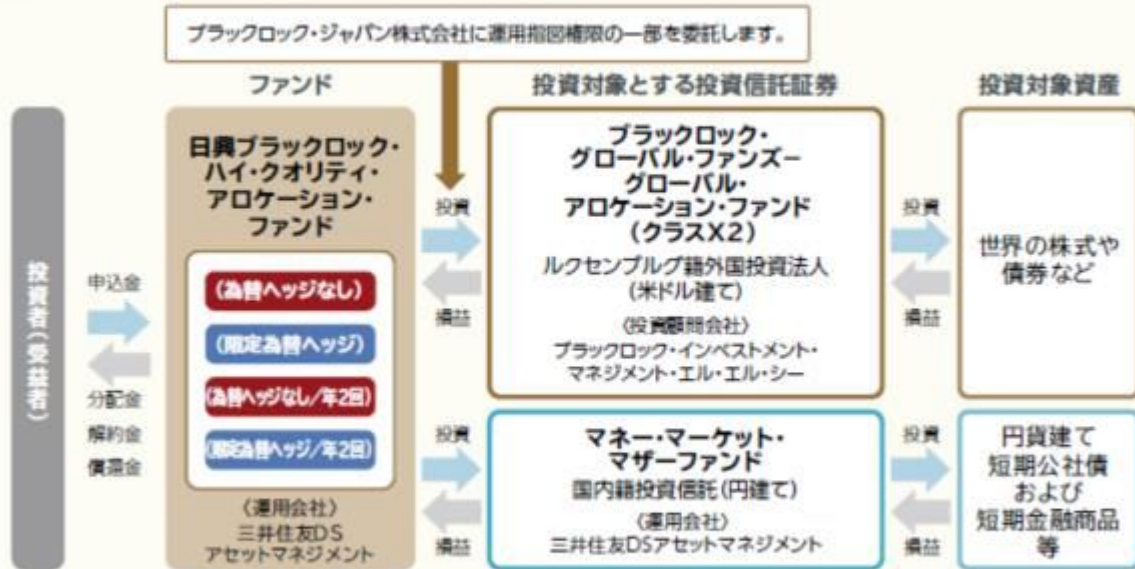 ブラックロック・ジャパン株式会社に運用指図権限の一部を委託します。
ファンド
投資対象とする投資信託証券
投資対象資産
投資者(受益者)
申込金
分配金
解約金
償還金
日興ブラックロック・
ハイ・クオリティ・
アロケーション・
ファンド
(為替ヘッジなし)
(限定為替ヘッジ)
(為替ヘッジなし/年2回)
(限定為替ヘッジ/年2回)
〈運用会社〉
三井住友DS
アセットマネジメント
投資
損益
ブラックロック・
グローバル・ファンズ−
グローバル・
アロケーション・ファンド
(クラスX2)
ルクセンブルグ籍外国投資法人
(米ドル建て)
〈投資顧問会社〉
ブラックロック・インベストメント・
マネジメント・エル・エル・シー
投資
損益
世界の株式や
債券など
投資
損益
マネー・マーケット・
マザーファンド
国内籍投資信託(円建て)
〈運用会社〉
三井住友DSアセットマネジメント
投資
損益
円貨建て
短期公社債
および
短期金融商品
等